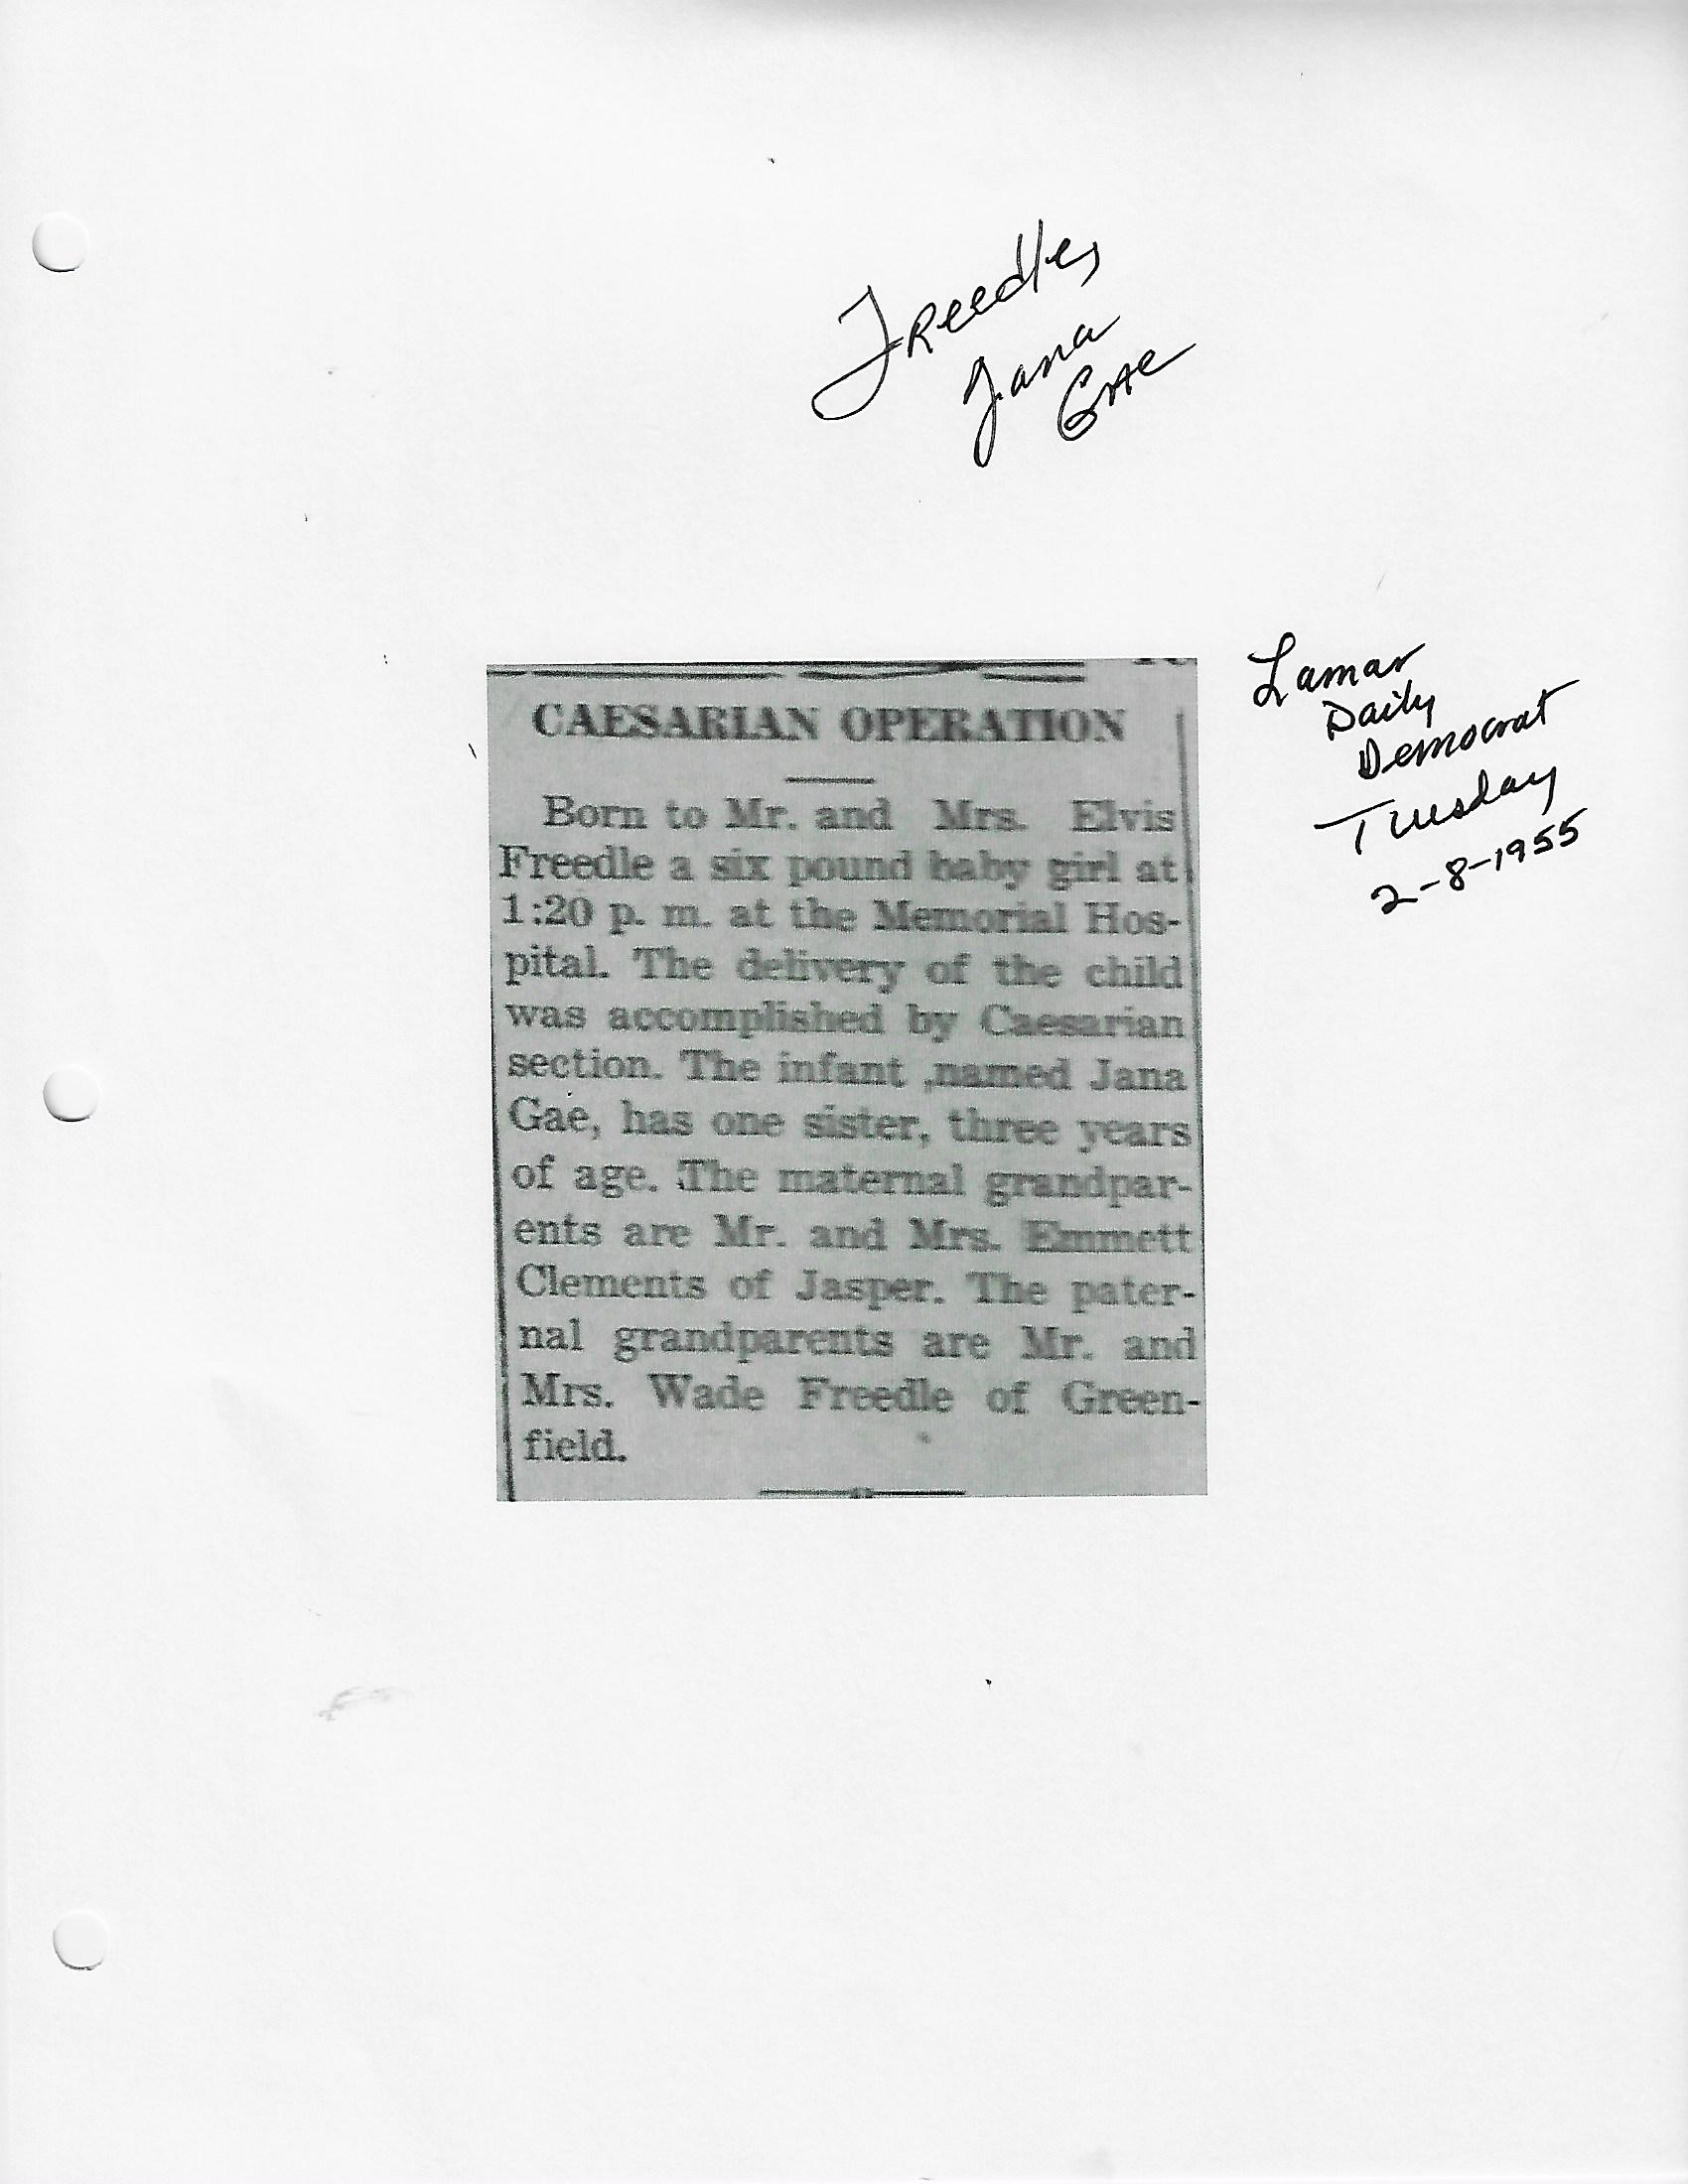 Freedle,
Jana
Gae
Lamar
Daily
Democrat
Tuesday
2-8-1955
CAESARIAN OPERATION
Born to Mr. and Mrs. Elvis
Freedle a six pound baby girl at
1:20 p. m. at the Memorial Hos-
pital. The delivery of the child
was accomplished by Caesarian
section. The infant ,named Jana
Gae, has one sister, three years
of age. The maternal grandpar-
ents are Mr. and Mrs. Emmett
Clements of Jasper. The pater-
nal grandparents are Mr. and
Mrs. Wade Freedle of Green-
field.